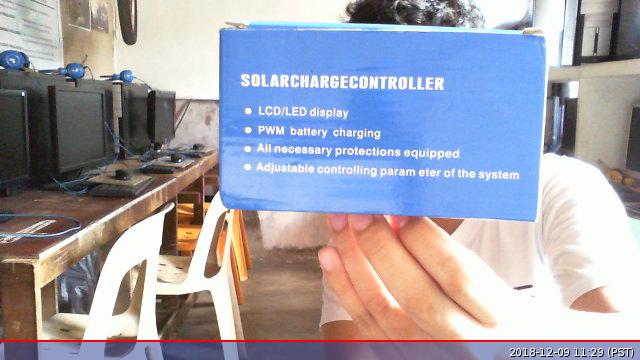 SOLARCHARGECONTROLLER
● LCD/LED display
● PWM battery charging
● All necessary protections equipped
● Adjustable controlling param eter of the system
2018-12-09 11:29 (PST)